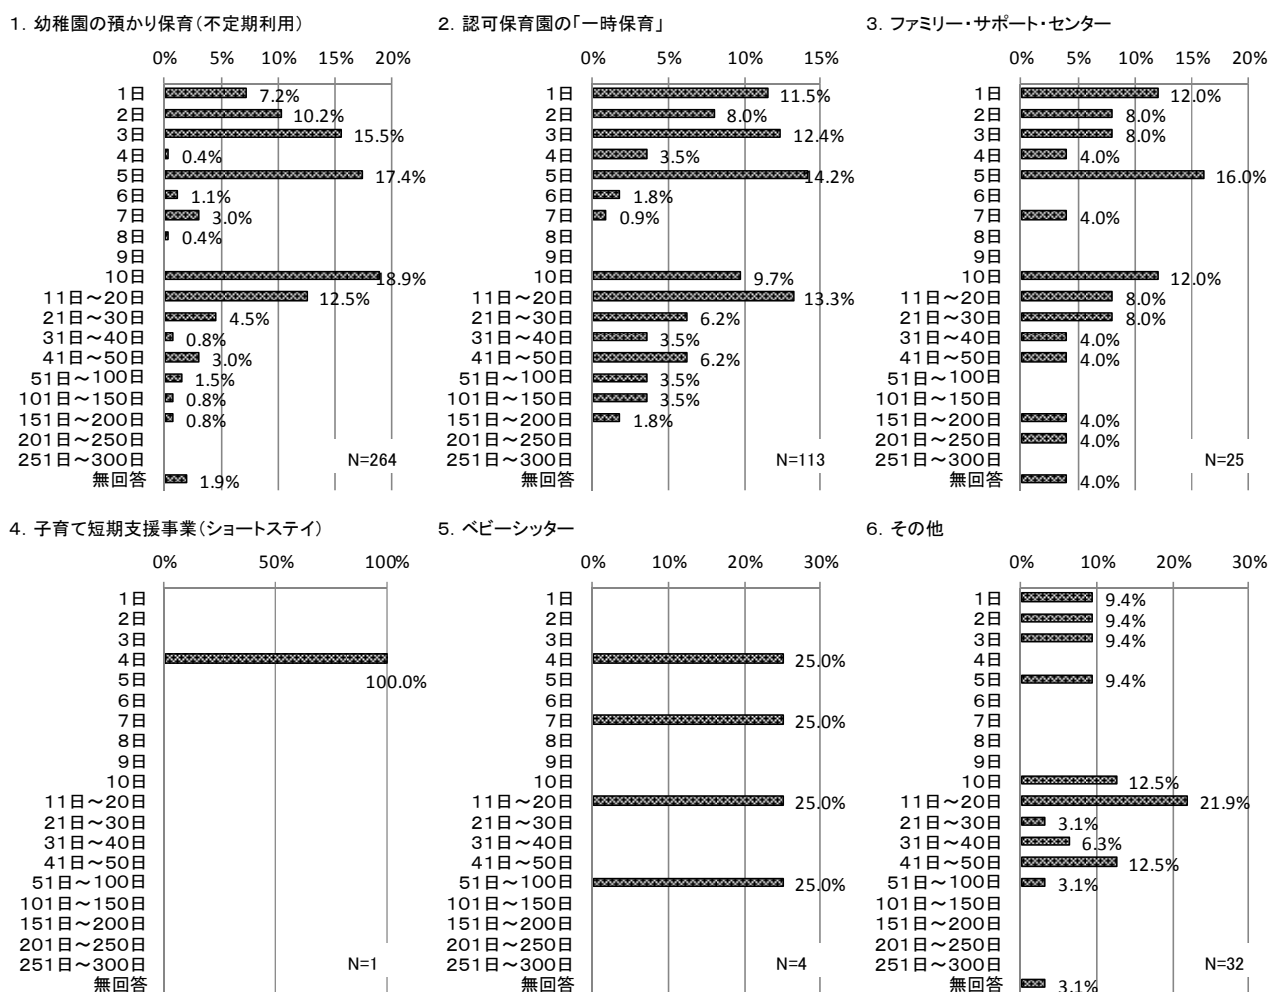 1．幼稚園の預かり保育（不定期利用）
0% 5% 10% 15% 20%
1日 7.2%
2日 10.2%
3日 15.5%
4日 0.4%
5日 17.4%
6日 1.1%
7日 3.0%
8日 0.4%
9日
10日 18.9%
11日～20日 12.5%
21日～30日 4.5%
31日～40日 0.8%
41日～50日 3.0%
51日～100日 1.5%
101日～150日 0.8%
151日～200日 0.8%
201日～250日
251日～300日 N=264
無回答 1.9%
2．認可保育園の「一時保育」
0% 5% 10% 15%
1日 11.5%
2日 8.0%
3日 12.4%
4日 3.5%
5日 14.2%
6日 1.8%
7日 0.9%
8日
9日
10日 9.7%
11日～20日 13.3%
21日～30日 6.2%
31日～40日 3.5%
41日～50日 6.2%
51日～100日 3.5%
101日～150日 3.5%
151日～200日 1.8%
201日～250日
251日～300日 N=113
無回答
3．ファミリー・サポート・センター
0% 5% 10% 15% 20%
1日 12.0%
2日 8.0%
3日 8.0%
4日 4.0%
5日 16.0%
6日
7日 4.0%
8日
9日
10日 12.0%
11日～20日 8.0%
21日～30日 8.0%
31日～40日 4.0%
41日～50日 4.0%
51日～100日
101日～150日
151日～200日 4.0%
201日～250日 4.0%
251日～300日 N=25
無回答 4.0%
4．子育て短期支援事業（ショートステイ）
0% 50% 100%
1日
2日
3日
4日
5日 100.0%
6日
7日
8日
9日
10日
11日～20日
21日～30日
31日～40日
41日～50日
51日～100日
101日～150日
151日～200日
201日～250日
251日～300日 N=1
無回答
5．ベビーシッター
0% 10% 20% 30%
1日
2日
3日
4日 25.0%
5日
6日
7日 25.0%
8日
9日
10日
11日～20日 25.0%
21日～30日
31日～40日
41日～50日
51日～100日 25.0%
101日～150日
151日～200日
201日～250日
251日～300日 N=4
無回答
6．その他
0% 10% 20% 30%
1日 9.4%
2日 9.4%
3日 9.4%
4日
5日 9.4%
6日
7日
8日
9日
10日 12.5%
11日～20日 21.9%
21日～30日 3.1%
31日～40日 6.3%
41日～50日 12.5%
51日～100日 3.1%
101日～150日
151日～200日
201日～250日
251日～300日 N=32
無回答 3.1%